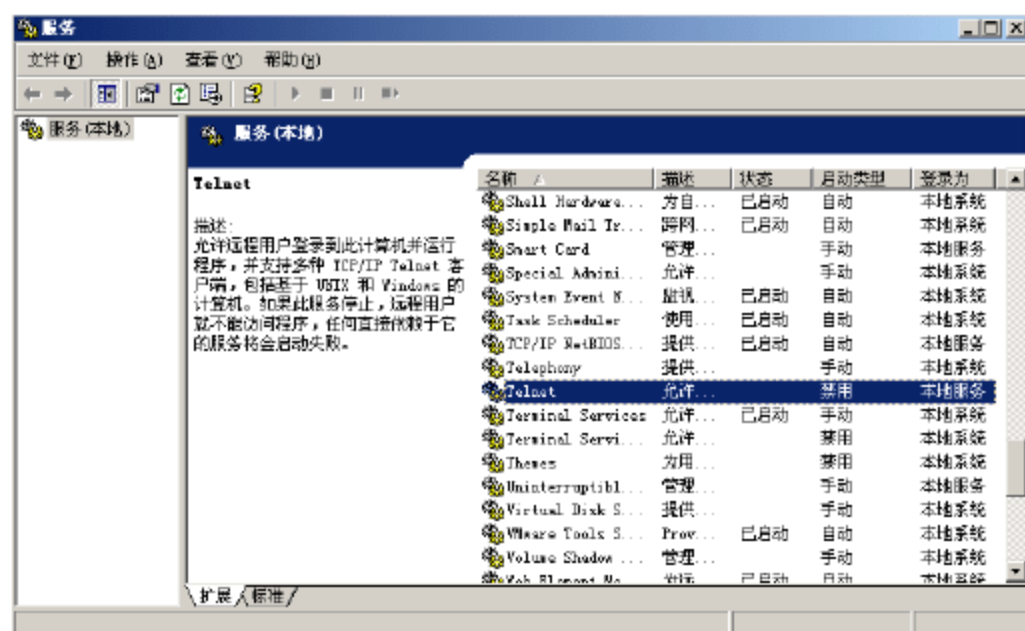 服务
文件(F) 操作(A) 查看(V) 帮助(H)
服务(本地)
服务(本地)
Telnet
描述:
允许远程用户登录到此计算机并运行
程序，并支持多种 TCP/IP Telnet 客
户端，包括基于 UNIX 和 Windows 的
计算机。如果此服务停止，远程用户
就不能访问程序，任何直接依赖于它
的服务将会启动失败。
名称 描述 状态 启动类型 登录为
Shell Hardware... 为自... 已启动 自动 本地系统
Simple Mail Tr... 跨网... 已启动 自动 本地系统
Smart Card 管理... 手动 本地服务
Special Admini... 允许... 手动 本地系统
System Event N... 监视... 已启动 自动 本地系统
Task Scheduler 使用... 已启动 自动 本地系统
TCP/IP NetBIOS... 提供... 已启动 自动 本地服务
Telephony 提供... 手动 本地系统
Telnet 允许... 禁用 本地服务
Terminal Services 允许... 已启动 手动 本地系统
Terminal Servi... 允许... 禁用 本地系统
Themes 为用... 禁用 本地系统
Uninterruptibl... 管理... 手动 本地服务
Virtual Disk S... 提供... 手动 本地系统
VMware Tools S... Prov... 已启动 自动 本地系统
Volume Shadow ... 管理... 手动 本地系统
Web Element Ma... 已启动 自动 本地系统
扩展 标准